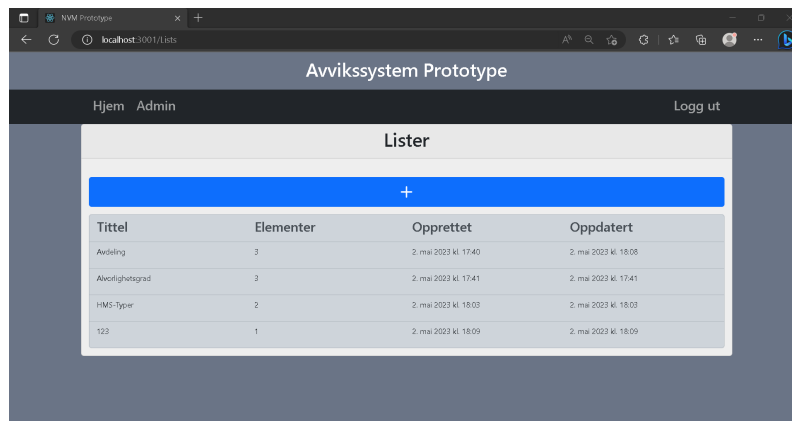 NVM Prototype
localhost:3001/Lists
Avvikssystem Prototype
Hjem Admin Logg ut
Lister
+
Tittel Elementer Opprettet Oppdatert
Avdeling 3 2. mai 2023 kl. 17:40 2. mai 2023 kl. 18:08
Alvorlighetsgrad 3 2. mai 2023 kl. 17:41 2. mai 2023 kl. 17:41
HMS-Typer 2 2. mai 2023 kl. 18:03 2. mai 2023 kl. 18:03
123 1 2. mai 2023 kl. 18:09 2. mai 2023 kl. 18:09